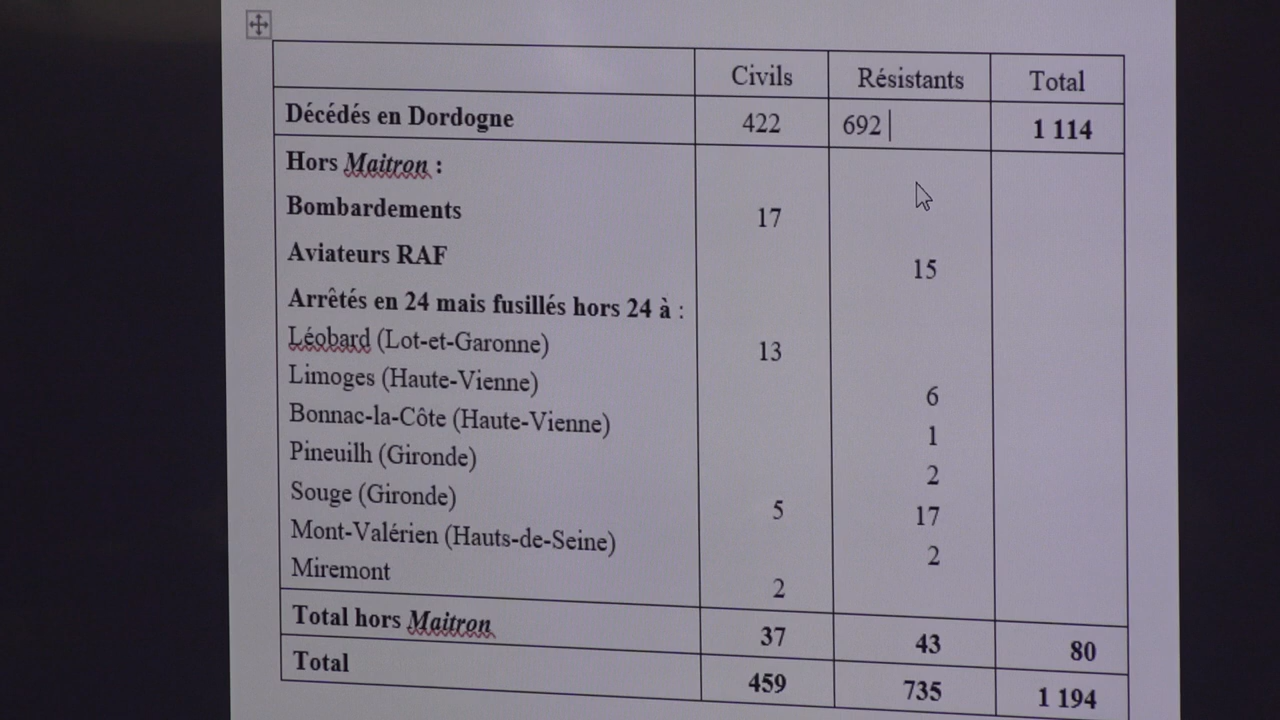 Civils Résistants Total
Décédés en Dordogne 422 692 1 114
Hors Maitron :
Bombardements 17
Aviateurs RAF 15
Arrêtés en 24 mais fusillés hors 24 à :
Léobard (Lot-et-Garonne) 13
Limoges (Haute-Vienne) 6
Bonnac-la-Côte (Haute-Vienne) 1
Pineuilh (Gironde) 2
Souge (Gironde) 5 17
Mont-Valérien (Hauts-de-Seine) 2
Miremont 2
Total hors Maitron 37 43 80
Total 459 735 1 194